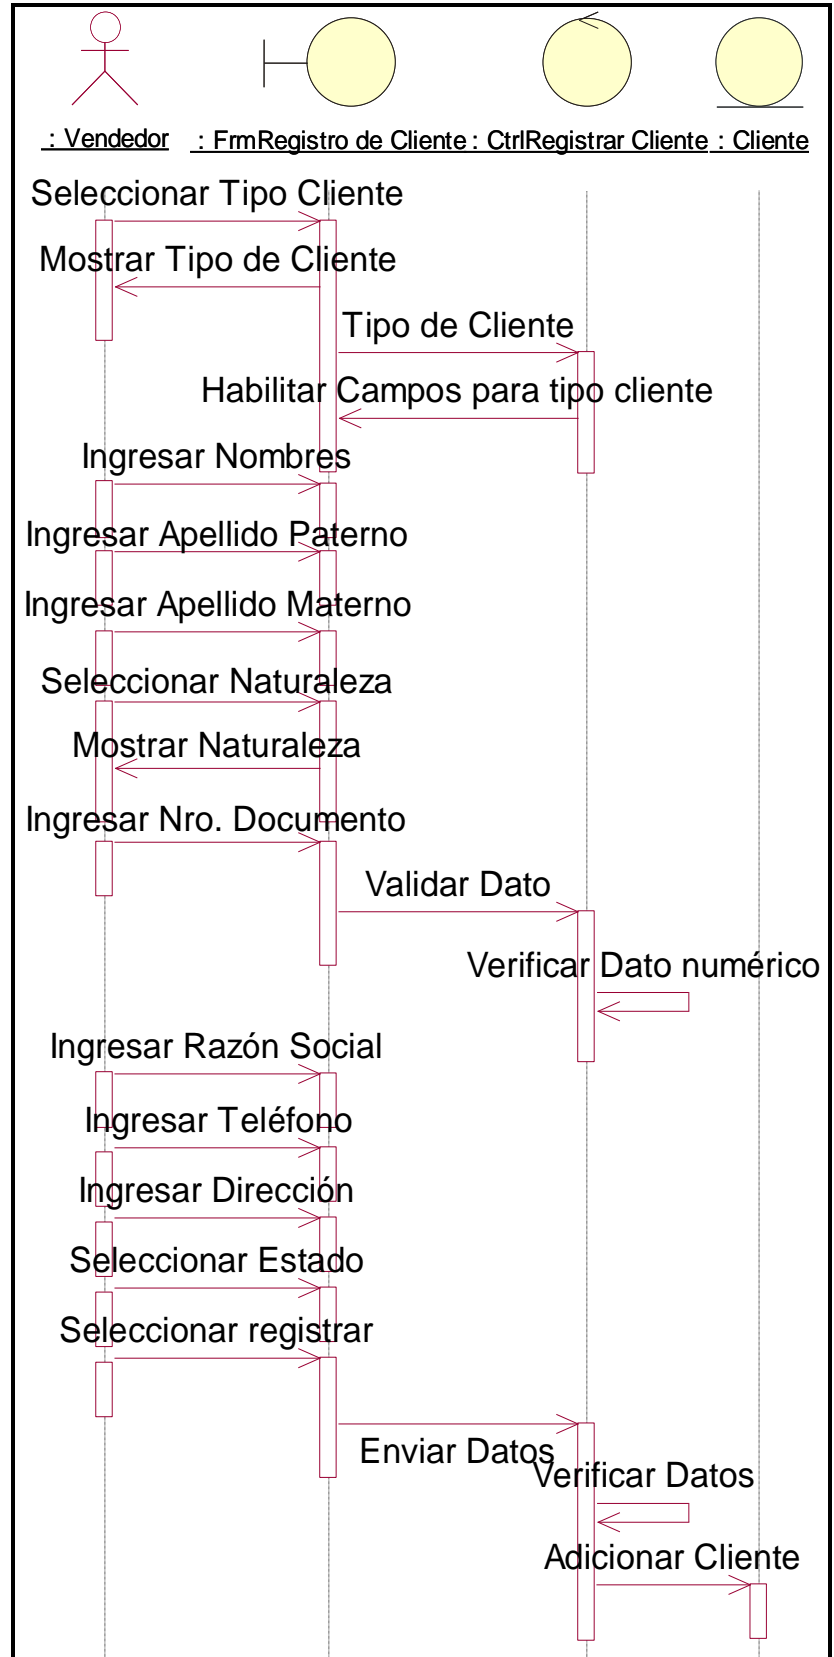 : Vendedor : FrmRegistro de Cliente : CtrlRegistrar Cliente : Cliente
Seleccionar Tipo Cliente
Mostrar Tipo de Cliente
Tipo de Cliente
Habilitar Campos para tipo cliente
Ingresar Nombres
Ingresar Apellido Paterno
Ingresar Apellido Materno
Seleccionar Naturaleza
Mostrar Naturaleza
Ingresar Nro. Documento
Validar Dato
Verificar Dato numérico
Ingresar Razón Social
Ingresar Teléfono
Ingresar Dirección
Seleccionar Estado
Seleccionar registrar
Enviar Datos
Verificar Datos
Adicionar Cliente